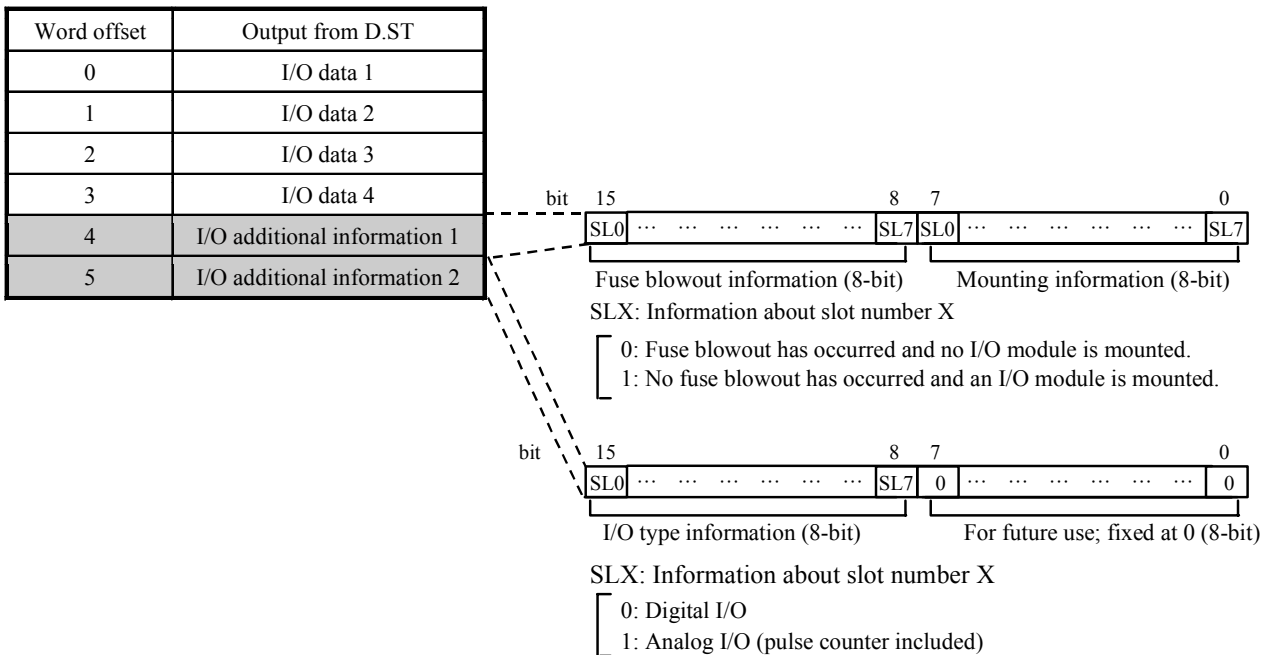 Word offset Output from D.ST
0 I/O data 1
1 I/O data 2
2 I/O data 3
3 I/O data 4
4 I/O additional information 1
5 I/O additional information 2
bit 15 8 7 0
SL0 … … … … … SL7 SL0 … … … … … … SL7
Fuse blowout information (8-bit) Mounting information (8-bit)
SLX: Information about slot number X
0: Fuse blowout has occurred and no I/O module is mounted.
1: No fuse blowout has occurred and an I/O module is mounted.
bit 15 8 7 0
SL0 … … … … … … SL7 0 … … … … … … 0
I/O type information (8-bit) For future use; fixed at 0 (8-bit)
SLX: Information about slot number X
0: Digital I/O
1: Analog I/O (pulse counter included)